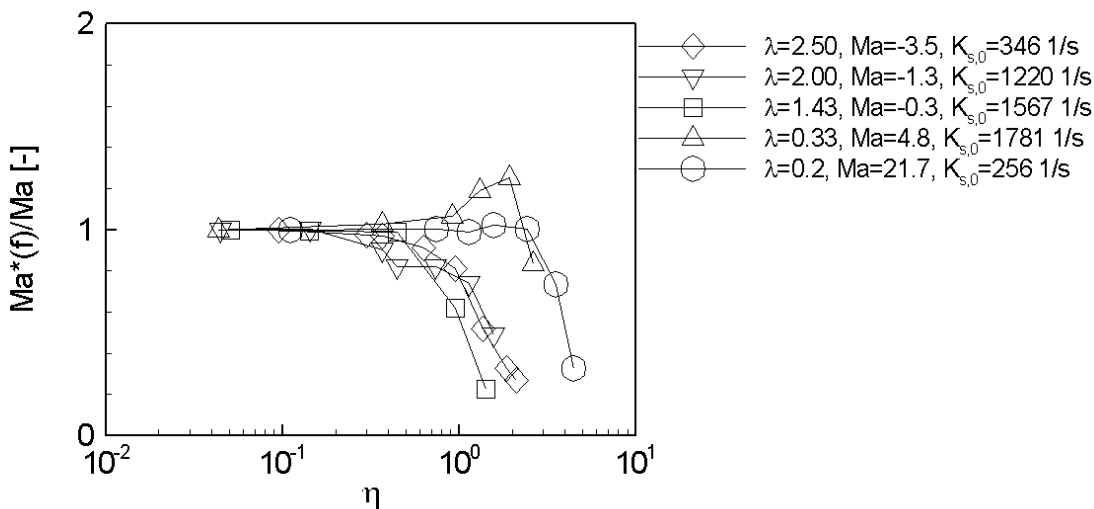 2
λ=2.50, Ma=-3.5, Kₛ,₀=346 1/s
λ=2.00, Ma=-1.3, Kₛ,₀=1220 1/s
λ=1.43, Ma=-0.3, Kₛ,₀=1567 1/s
λ=0.33, Ma=4.8, Kₛ,₀=1781 1/s
λ=0.2, Ma=21.7, Kₛ,₀=256 1/s
Ma*(f)/Ma [-]
1
0
10⁻² 10⁻¹ 10⁰ 10¹
η